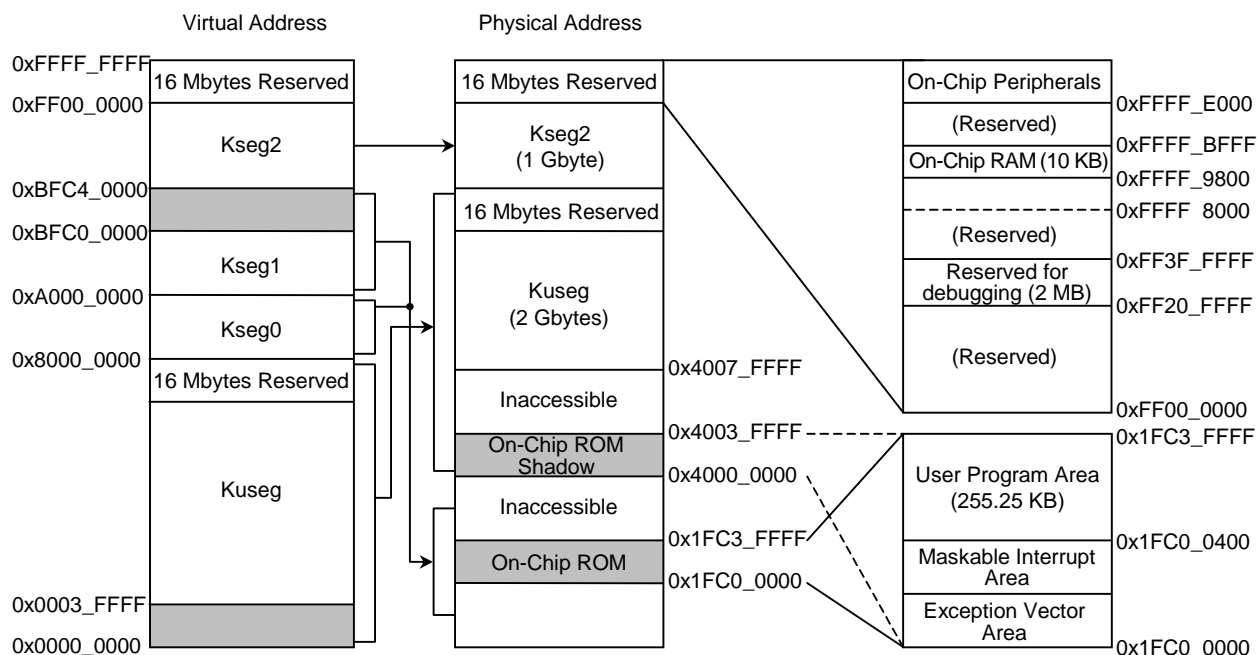 Virtual Address
0xFFFF_FFFF
16 Mbytes Reserved
0xFF00_0000
Kseg2
0xBFC4_0000
0xBFC0_0000
Kseg1
0xA000_0000
Kseg0
0x8000_0000
16 Mbytes Reserved
Kuseg
0x0003_FFFF
0x0000_0000
Physical Address
16 Mbytes Reserved
Kseg2
(1 Gbyte)
16 Mbytes Reserved
Kuseg
(2 Gbytes)
0x4007_FFFF
Inaccessible
0x4003_FFFF
On-Chip ROM
Shadow
0x4000_0000
Inaccessible
0x1FC3_FFFF
On-Chip ROM
0x1FC0_0000
On-Chip Peripherals
0xFFFF_E000
(Reserved)
0xFFFF_BFFF
On-Chip RAM (10 KB)
0xFFFF_9800
0xFFFF 8000
(Reserved)
0xFF3F_FFFF
Reserved for
debugging (2 MB)
0xFF20_FFFF
(Reserved)
0xFF00_0000
0x1FC3_FFFF
User Program Area
(255.25 KB)
0x1FC0_0400
Maskable Interrupt
Area
Exception Vector
Area
0x1FC0_0000